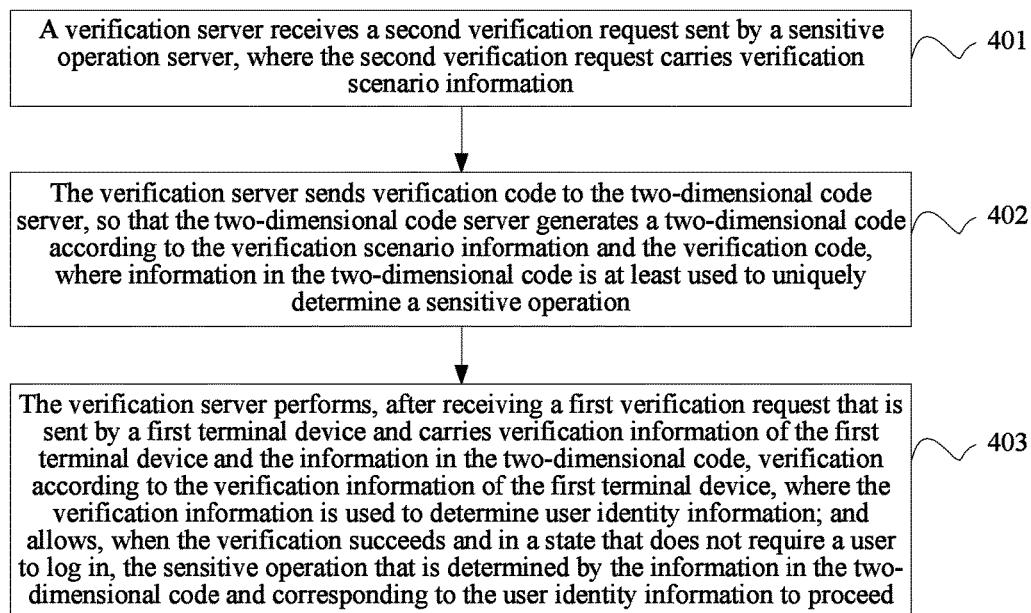 A verification server receives a second verification request sent by a sensitive
operation server, where the second verification request carries verification
scenario information
401
The verification server sends verification code to the two-dimensional code
server, so that the two-dimensional code server generates a two-dimensional code
according to the verification scenario information and the verification code,
where information in the two-dimensional code is at least used to uniquely
determine a sensitive operation
402
The verification server performs, after receiving a first verification request that is
sent by a first terminal device and carries verification information of the first
terminal device and the information in the two-dimensional code, verification
according to the verification information of the first terminal device, where the
verification information is used to determine user identity information; and
allows, when the verification succeeds and in a state that does not require a user
to log in, the sensitive operation that is determined by the information in the two-
dimensional code and corresponding to the user identity information to proceed
403